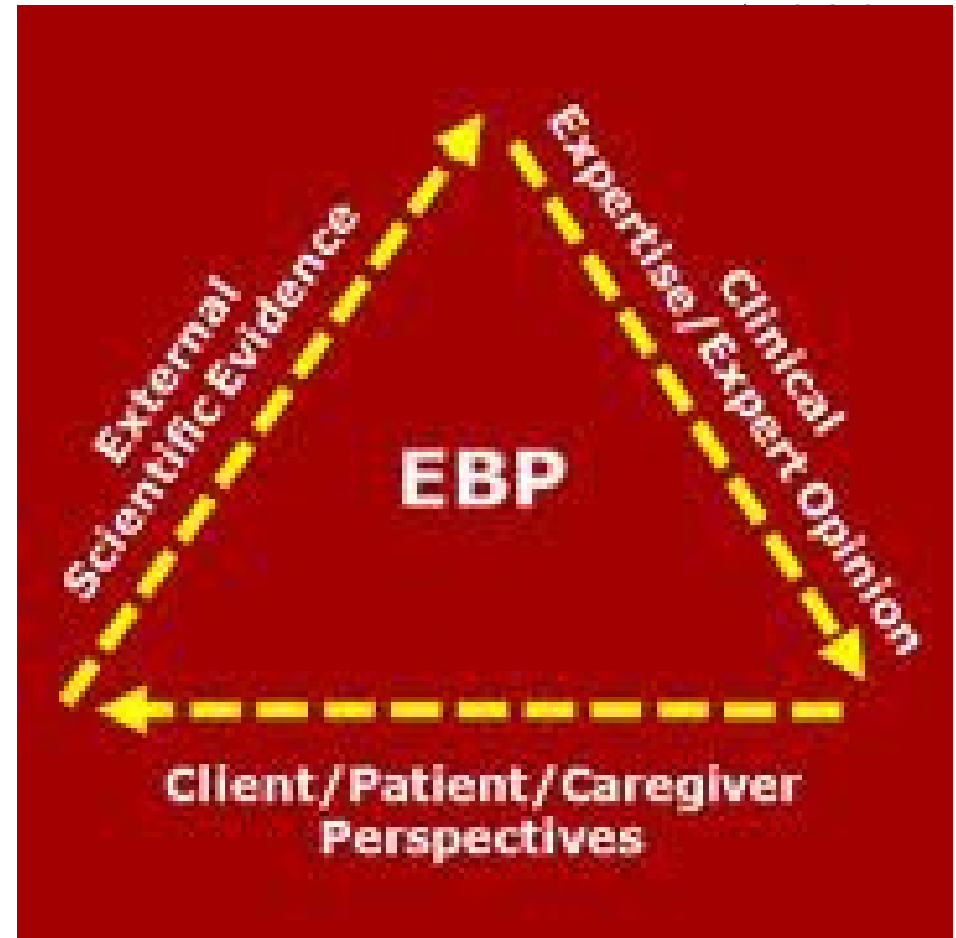 External
Scientific Evidence
Clinical
Expertise/Expert Opinion
EBP
Client/Patient/Caregiver
Perspectives